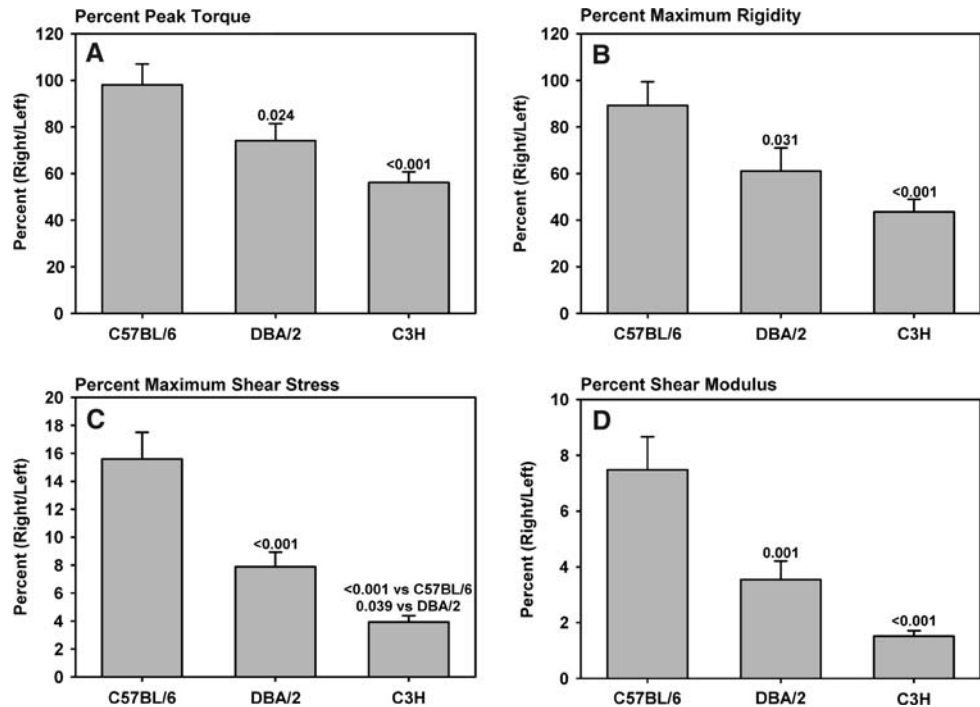 Percent Peak Torque
A
Percent (Right/Left)
120
100
80
60
40
20
0
0.024
<0.001
C57BL/6 DBA/2 C3H
Percent Maximum Rigidity
B
Percent (Right/Left)
120
100
80
60
40
20
0
0.031
<0.001
C57BL/6 DBA/2 C3H
Percent Maximum Shear Stress
C
Percent (Right/Left)
20
18
16
14
12
10
8
6
4
2
0
<0.001
<0.001 vs C57BL/6
0.039 vs DBA/2
C57BL/6 DBA/2 C3H
Percent Shear Modulus
D
Percent (Right/Left)
10
8
6
4
2
0
0.001
<0.001
C57BL/6 DBA/2 C3H